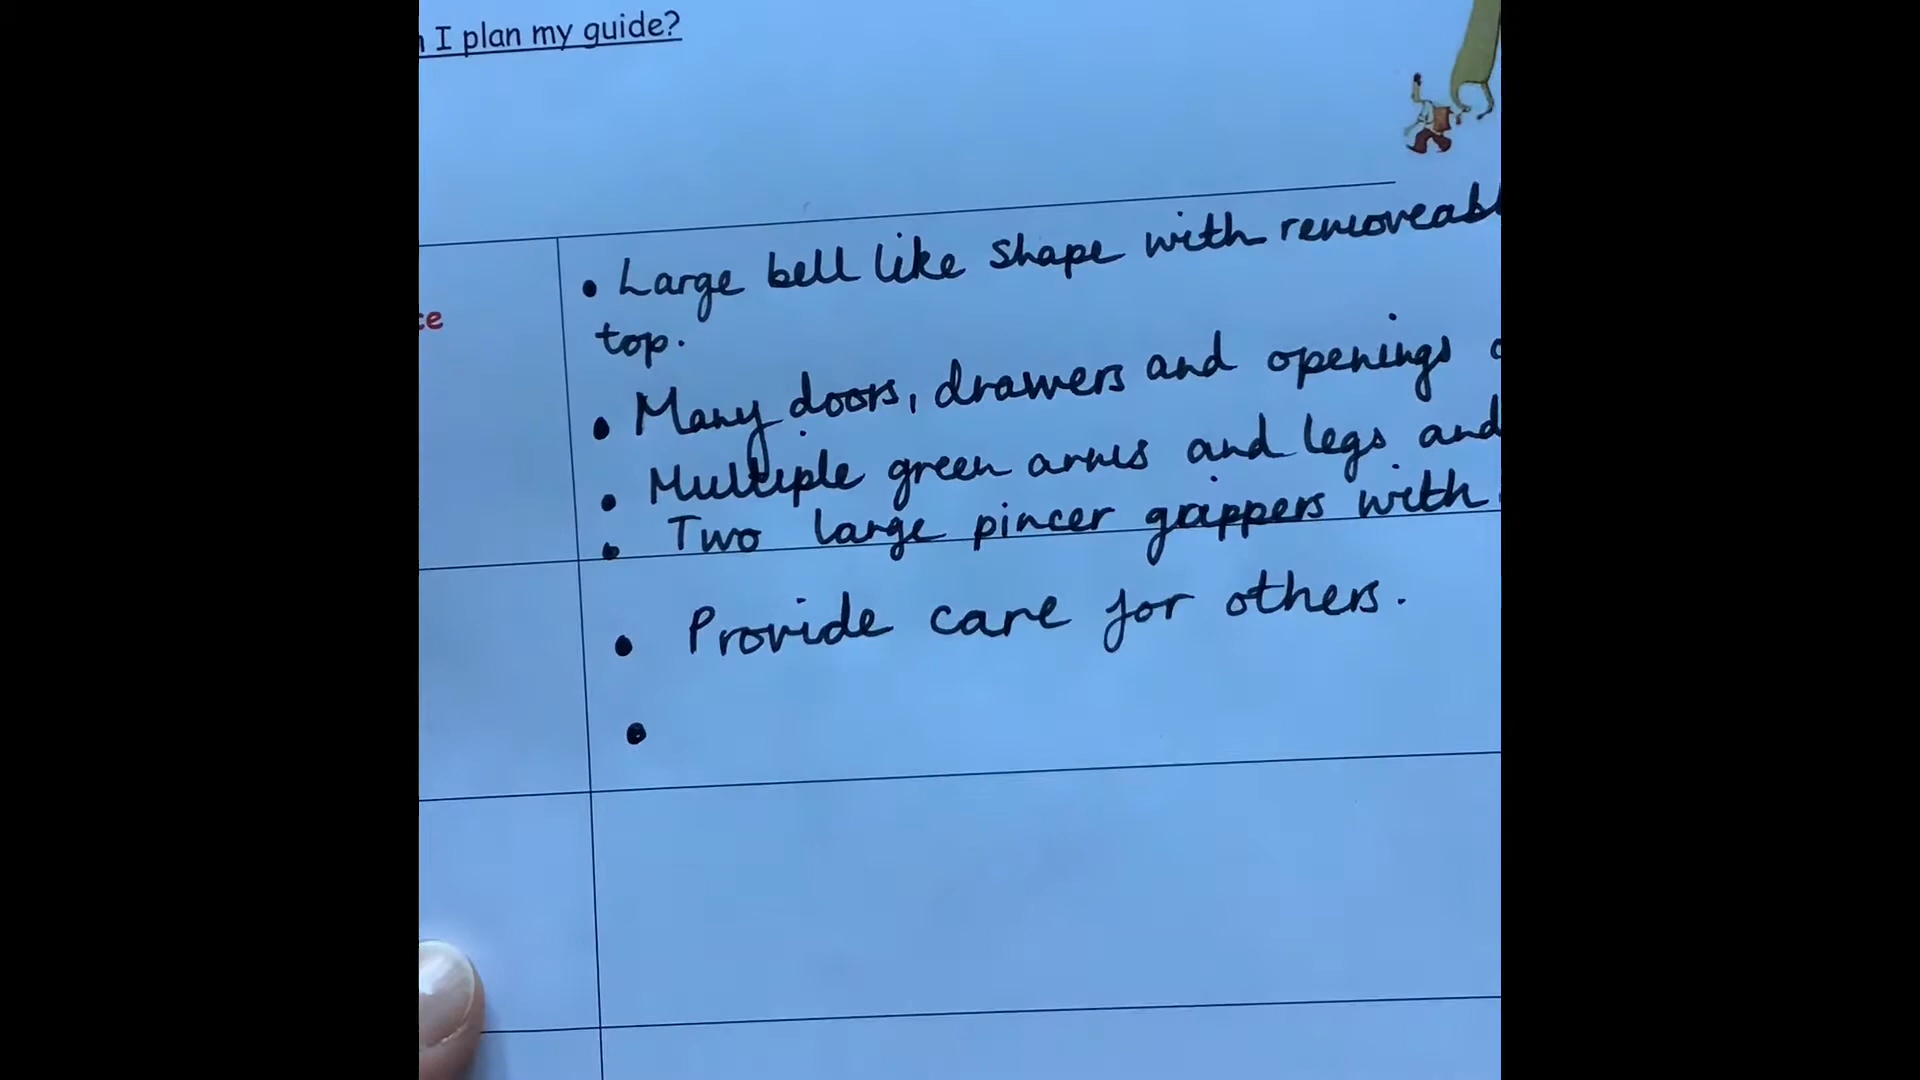 I plan my guide?
• Large bell like shape with removeabl
ce
top.
• Many doors, drawers and openings
• Multiple green arms and legs and
• Two large pincer grippers with
• Provide care for others.
•